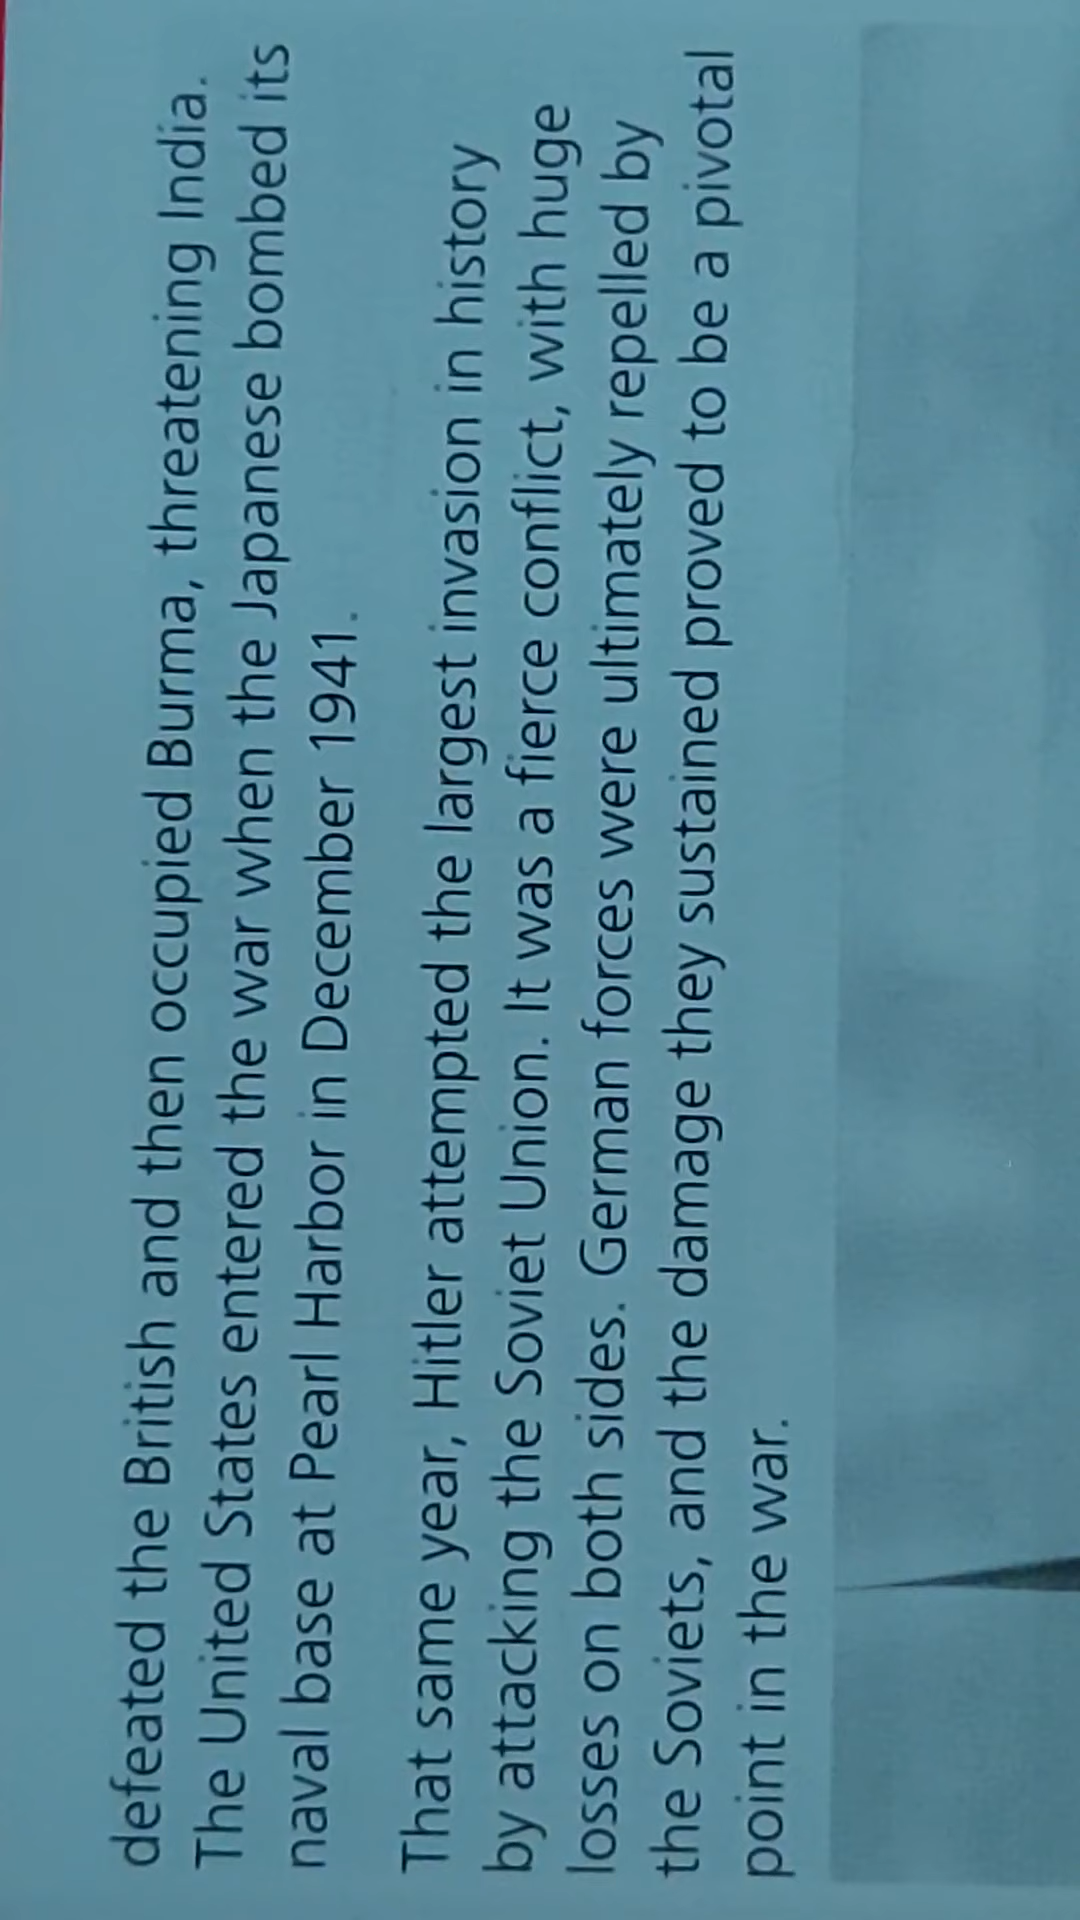 defeated the British and then occupied Burma, threatening India.
The United States entered the war when the Japanese bombed its
naval base at Pearl Harbor in December 1941.
That same year, Hitler attempted the largest invasion in history
by attacking the Soviet Union. It was a fierce conflict, with huge
losses on both sides. German forces were ultimately repelled by
the Soviets, and the damage they sustained proved to be a pivotal
point in the war.